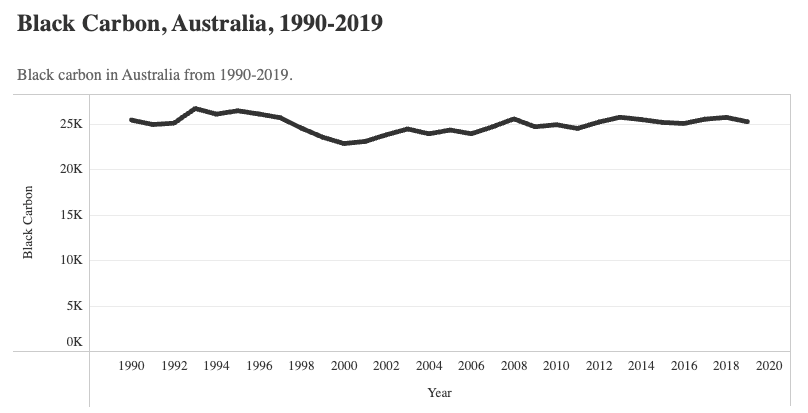 Black Carbon, Australia, 1990-2019
Black carbon in Australia from 1990-2019.
25K
20K
15K
10K
5K
0K
Black Carbon
1990 1992 1994 1996 1998 2000 2002 2004 2006 2008 2010 2012 2014 2016 2018 2020
Year